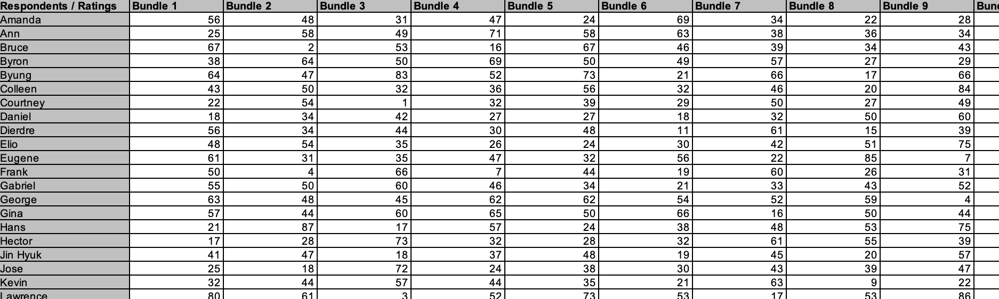 Respondents / Ratings Bundle 1 Bundle 2 Bundle 3 Bundle 4 Bundle 5 Bundle 6 Bundle 7 Bundle 8 Bundle 9
Amanda 56 48 31 47 24 69 34 22 28
Ann 25 58 49 71 58 63 38 36 34
Bruce 67 2 53 16 67 46 39 34 43
Byron 38 64 50 69 50 49 57 27 29
Byung 64 47 83 52 73 21 66 17 66
Colleen 43 50 32 36 56 32 46 20 84
Courtney 22 54 1 32 39 29 50 27 49
Daniel 18 34 42 27 27 18 32 50 60
Dierdre 56 34 44 30 48 11 61 15 39
Elio 48 54 35 26 24 30 42 51 75
Eugene 61 31 35 47 32 56 22 85 7
Frank 50 4 66 7 44 19 60 26 31
Gabriel 55 50 60 46 34 21 33 43 52
George 63 48 45 62 62 54 52 59 4
Gina 57 44 60 65 50 66 16 50 44
Hans 21 87 17 57 24 38 48 53 75
Hector 17 28 73 32 28 32 61 55 39
Jin Hyuk 41 47 18 37 48 19 45 20 57
Jose 25 18 72 24 38 30 43 39 47
Kevin 32 44 57 44 35 21 63 9 22
Lawrence 80 61 3 52 73 53 17 53 86